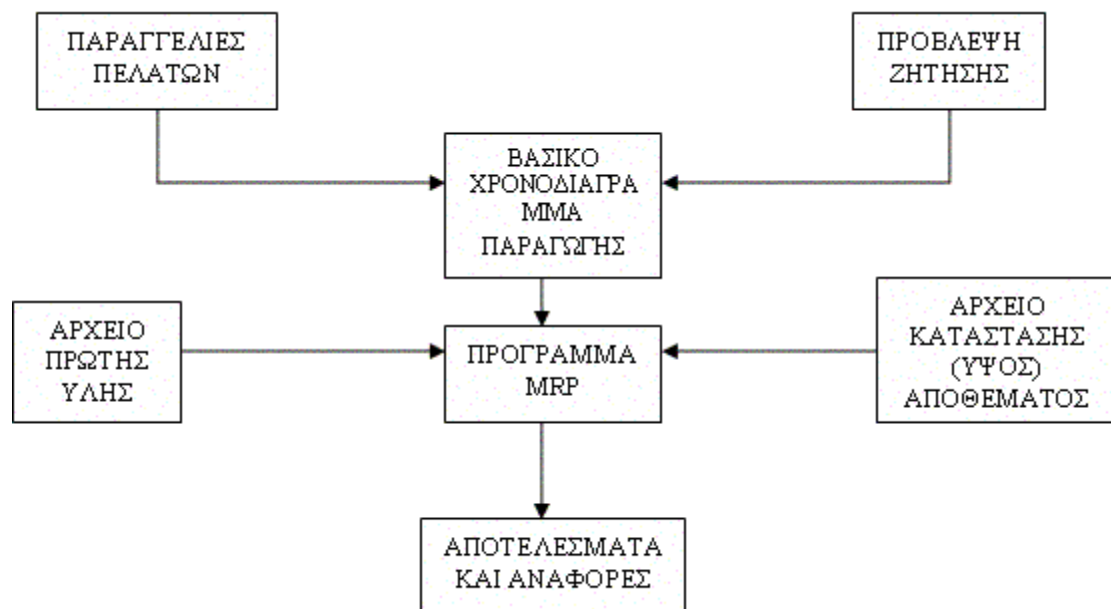 ΠΑΡΑΓΓΕΛΙΕΣ
ΠΕΛΑΤΩΝ
ΠΡΟΒΛΕΨΗ
ΖΗΤΗΣΗΣ
ΒΑΣΙΚΟ
ΧΡΟΝΟΔΙΑΓΡΑ
ΜΜΑ
ΠΑΡΑΓΩΓΗΣ
ΑΡΧΕΙΟ
ΠΡΩΤΗΣ
ΥΛΗΣ
ΠΡΟΓΡΑΜΜΑ
MRP
ΑΡΧΕΙΟ
ΚΑΤΑΣΤΑΣΗΣ
(ΥΨΟΣ)
ΑΠΟΘΕΜΑΤΟΣ
ΑΠΟΤΕΛΕΣΜΑΤΑ
ΚΑΙ ΑΝΑΦΟΡΕΣ